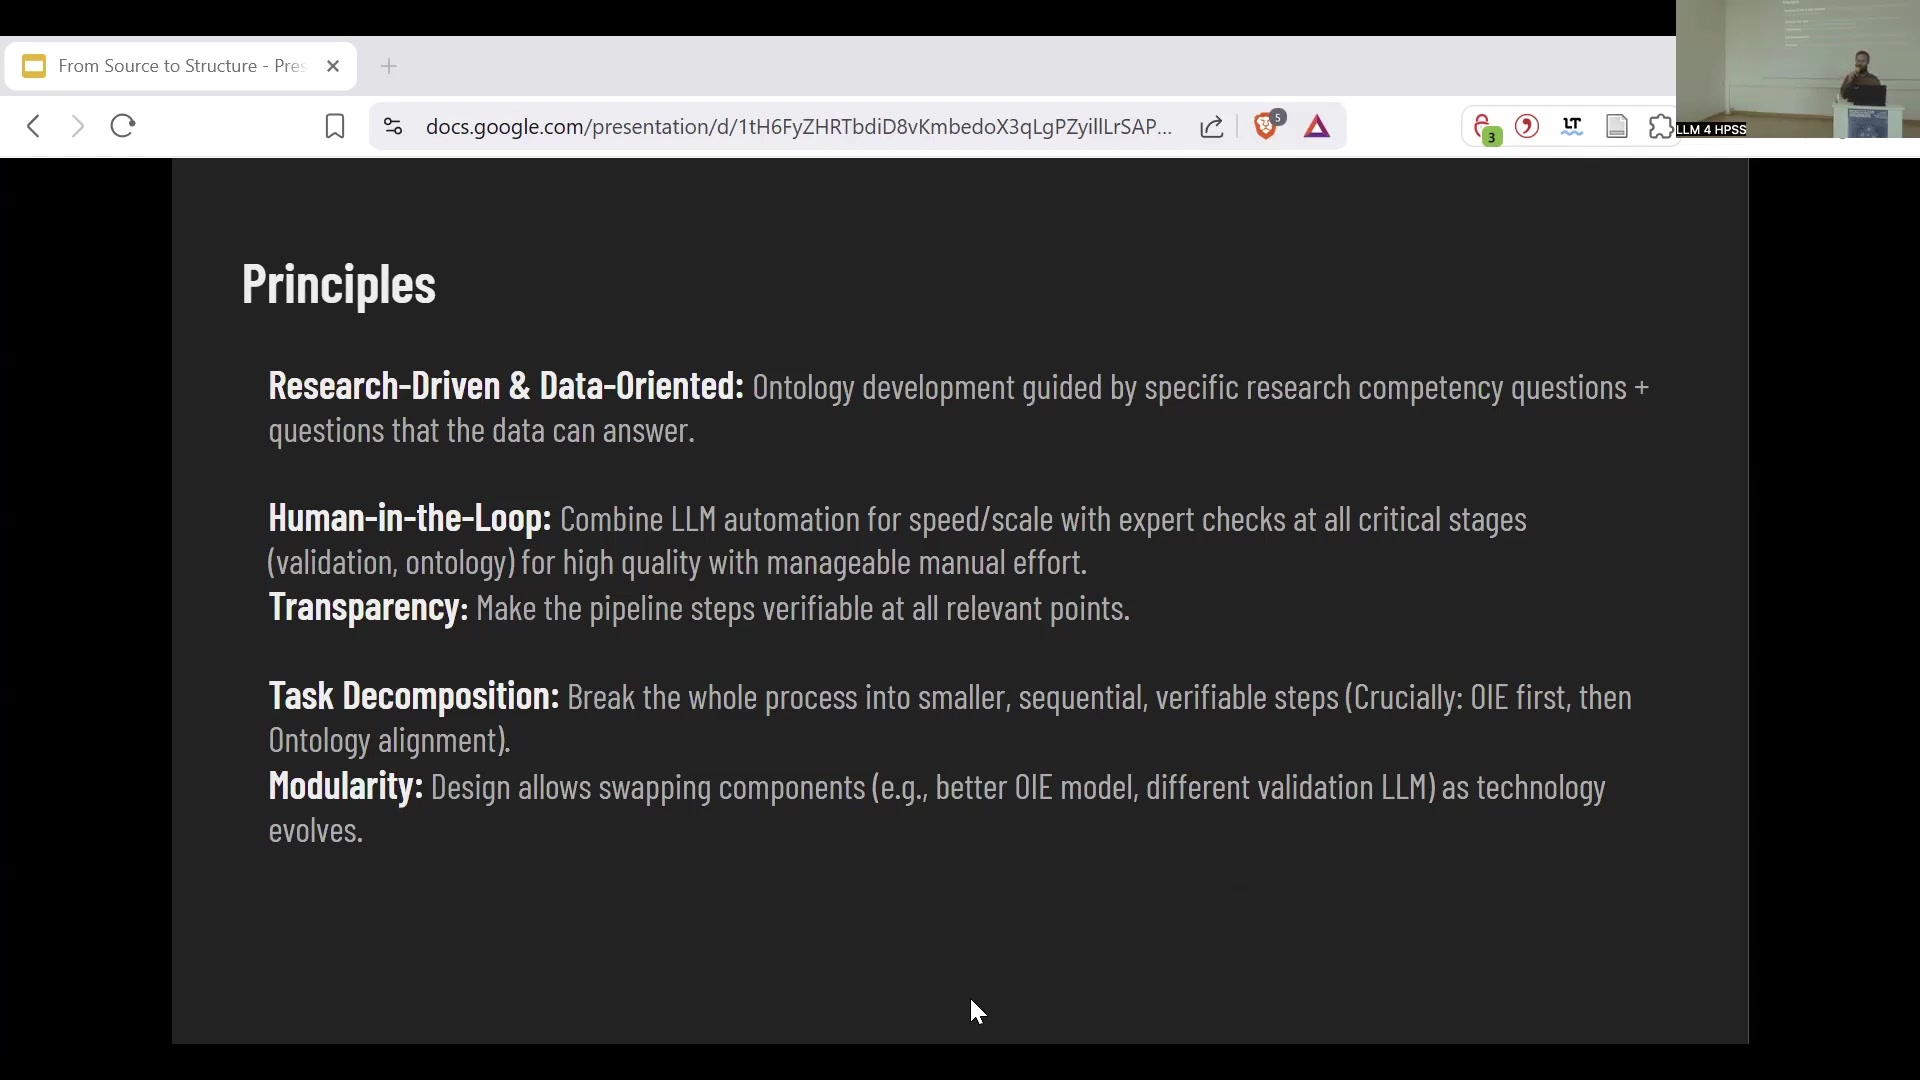 From Source to Structure - Pres
docs.google.com/presentation/d/1tH6FyZHRTbdiD8vKmbedoX3qLgPZyillLrSAP...
5
3
LT
LLM 4 HPSS
Principles
Research-Driven & Data-Oriented: Ontology development guided by specific research competency questions +
questions that the data can answer.
Human-in-the-Loop: Combine LLM automation for speed/scale with expert checks at all critical stages
(validation, ontology) for high quality with manageable manual effort.
Transparency: Make the pipeline steps verifiable at all relevant points.
Task Decomposition: Break the whole process into smaller, sequential, verifiable steps (Crucially: OIE first, then
Ontology alignment).
Modularity: Design allows swapping components (e.g., better OIE model, different validation LLM) as technology
evolves.